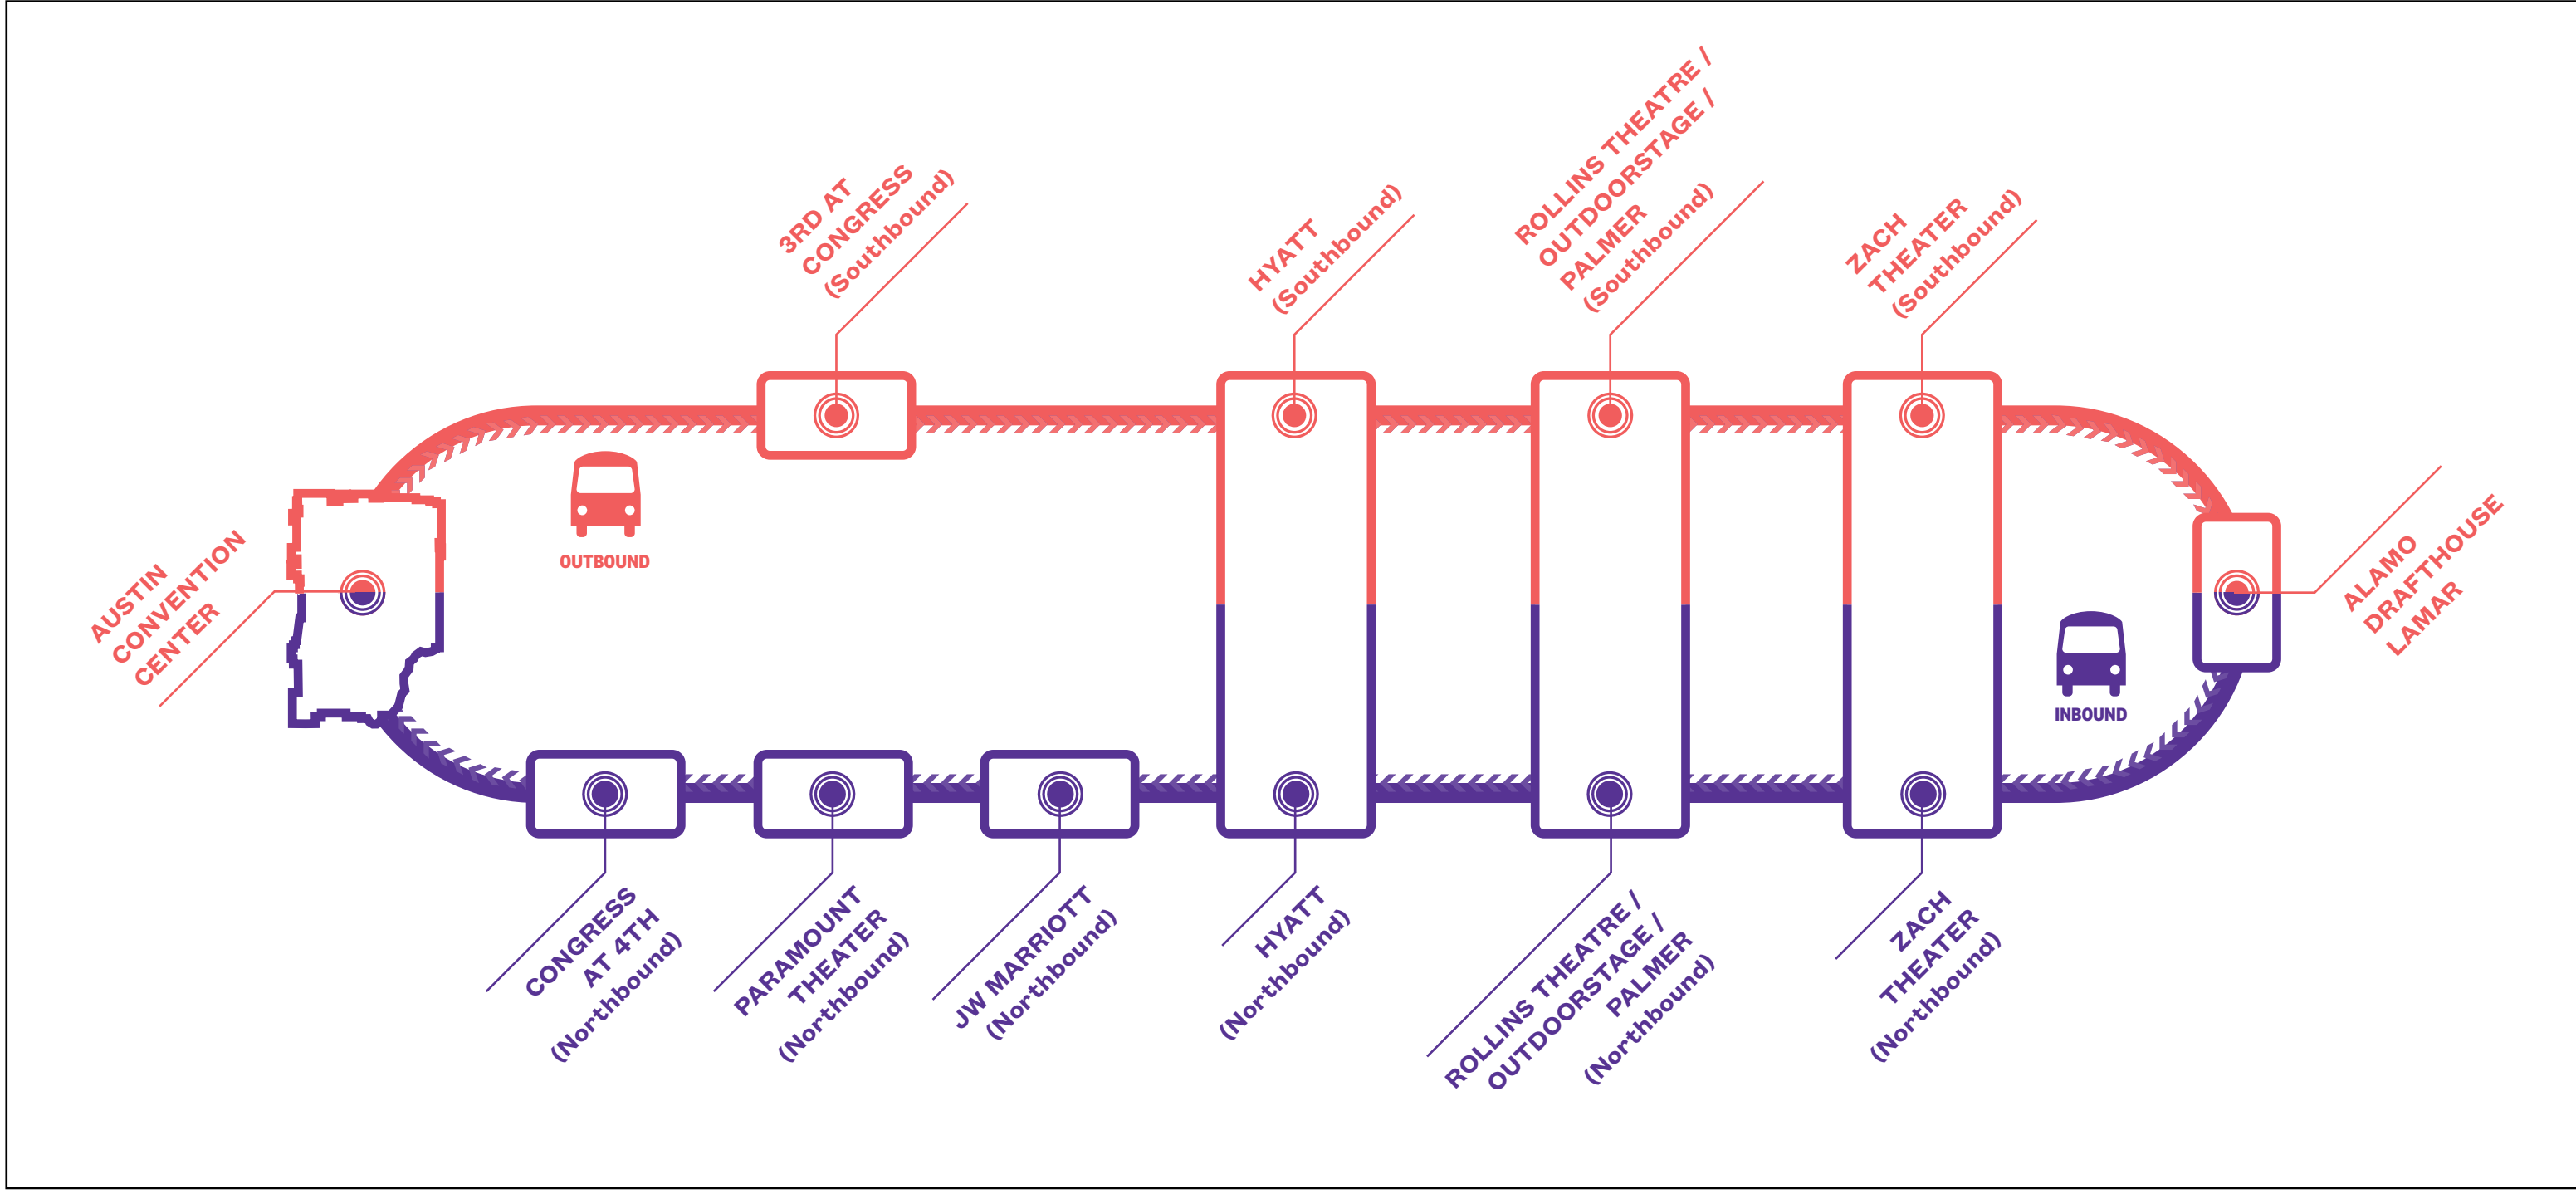 3RD AT
CONGRESS
(Southbound)
HYATT
(Southbound)
ROLLINS THEATRE /
OUTDOORSTAGE /
PALMER
(Southbound)
ZACH
THEATER
(Southbound)
OUTBOUND
AUSTIN
CONVENTION
CENTER
ALAMO
DRAFTHOUSE
LAMAR
INBOUND
CONGRESS
AT 4TH
(Northbound)
PARAMOUNT
THEATER
(Northbound)
JW MARRIOTT
(Northbound)
HYATT
(Northbound)
ROLLINS THEATRE /
OUTDOORSTAGE /
PALMER
(Northbound)
ZACH
THEATER
(Northbound)